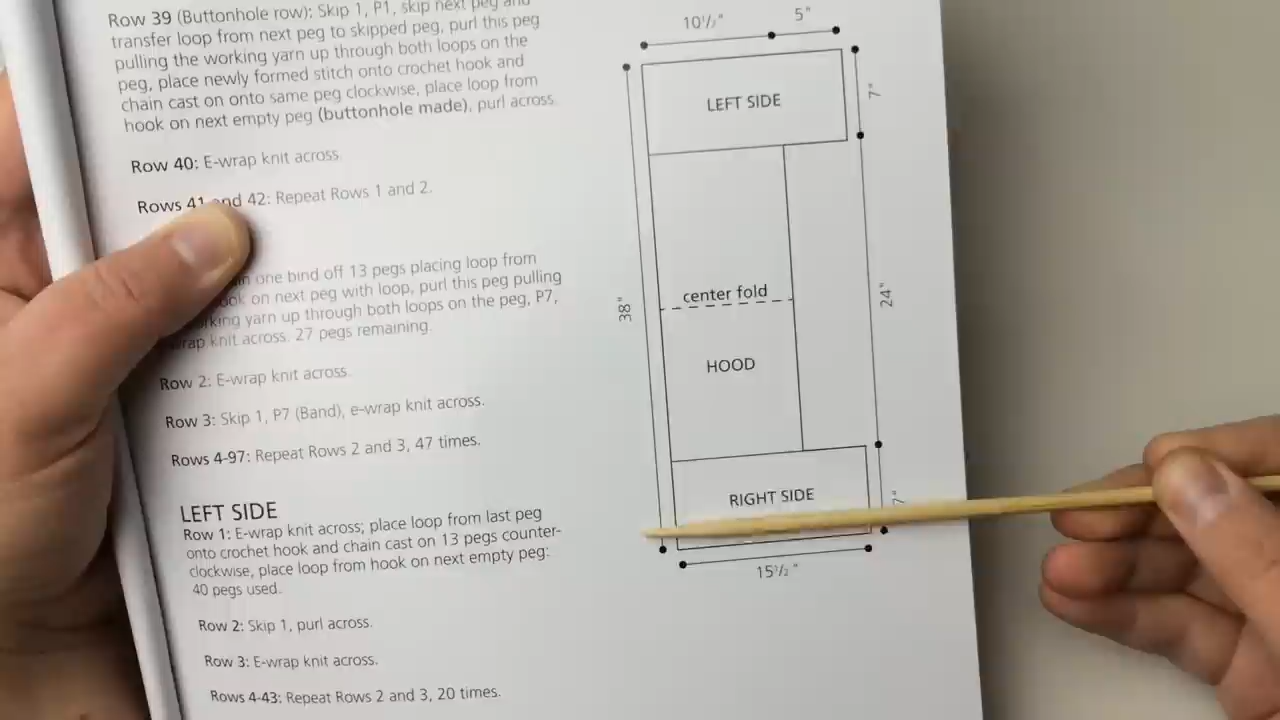 Row 39 (Buttonhole row): Skip 1, P1, skip next peg and
transfer loop from next peg to skipped peg, purl this peg
pulling the working yarn up through both loops on the
peg, place newly formed stitch onto crochet hook and
chain cast on onto same peg clockwise, place loop from
hook on next empty peg (buttonhole made), purl across.
Row 40: E-wrap knit across.
Rows 41 and 42: Repeat Rows 1 and 2.
one bind off 13 pegs placing loop from
on next peg with loop, purl this peg pulling
yarn up through both loops on the peg, P7,
knit across. 27 pegs remaining.
Row 2: E-wrap knit across.
Row 3: Skip 1, P7 (Band), e-wrap knit across.
Rows 4-97: Repeat Rows 2 and 3, 47 times.
LEFT SIDE
Row 1: E-wrap knit across; place loop from last peg
onto crochet hook and chain cast on 13 pegs counter-
clockwise, place loop from hook on next empty peg:
40 pegs used.
Row 2: Skip 1, purl across.
Row 3: E-wrap knit across.
Rows 4-43: Repeat Rows 2 and 3, 20 times.
10½"
5"
LEFT SIDE
7"
center fold
38"
24"
HOOD
RIGHT SIDE
7"
15½"